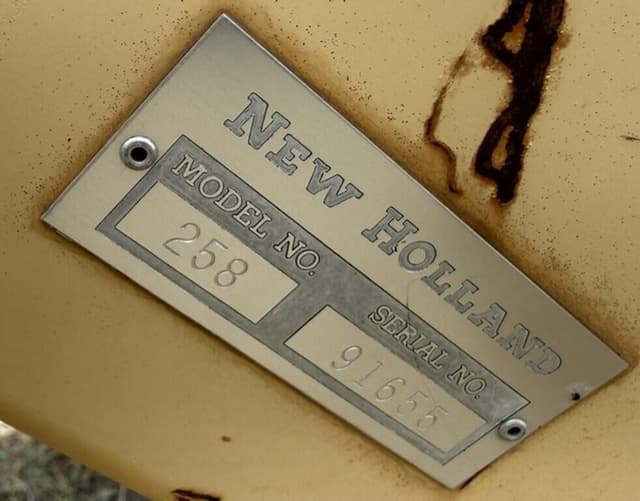 NEW HOLLAND
MODEL NO.
258
SERIAL NO.
91655